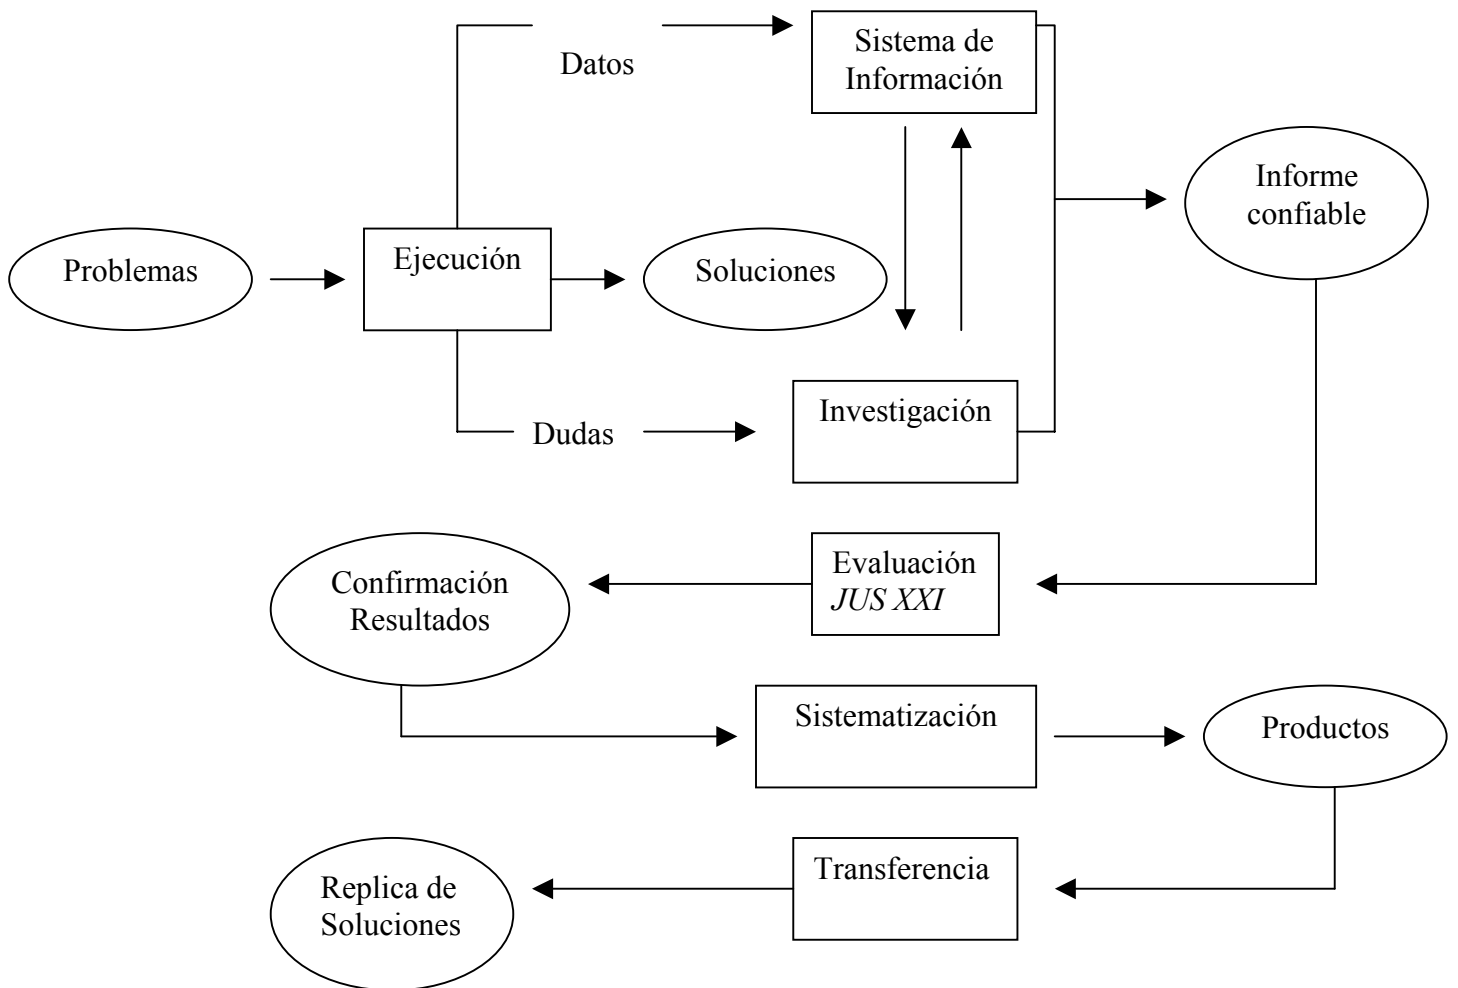 Datos
Sistema de
Información
Informe
confiable
Problemas
Ejecución
Soluciones
Dudas
Investigación
Confirmación
Resultados
Evaluación
JUS XXI
Sistematización
Productos
Replica de
Soluciones
Transferencia